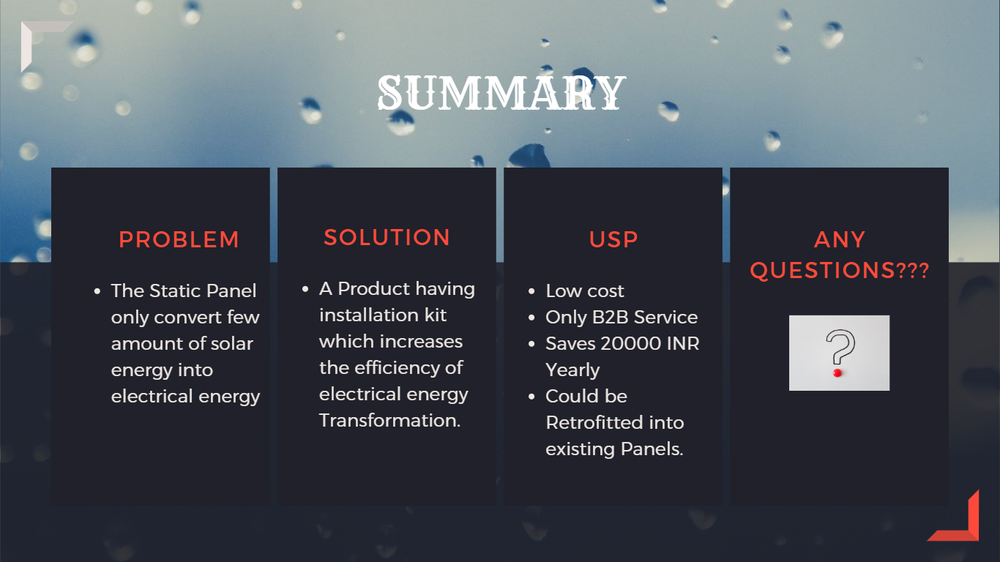 SUMMARY
PROBLEM
• The Static Panel
only convert few
amount of solar
energy into
electrical energy
SOLUTION
• A Product having
installation kit
which increases
the efficiency of
electrical energy
Transformation.
USP
• Low cost
• Only B2B Service
• Saves 20000 INR
Yearly
• Could be
Retrofitted into
existing Panels.
ANY
QUESTIONS???
?